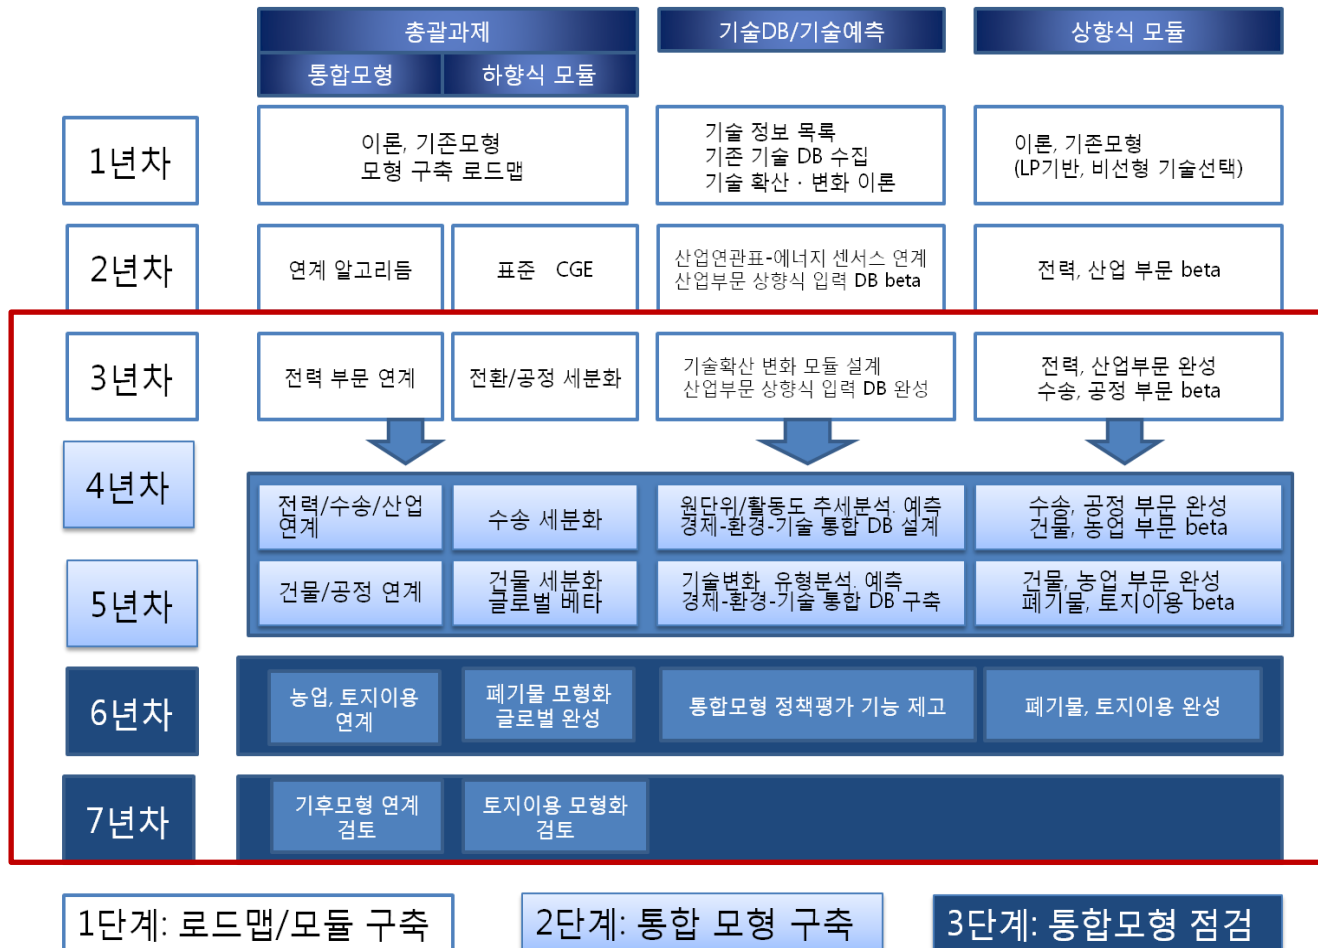 총괄과제
기술DB/기술예측
상향식 모듈
통합모형
하향식 모듈
1년차
이론, 기존모형
모형 구축 로드맵
기술 정보 목록
기존 기술 DB 수집
기술 확산 · 변화 이론
이론, 기존모형
(LP기반, 비선형 기술선택)
2년차
연계 알고리듬
표준 CGE
산업연관표-에너지 센서스 연계
산업부문 상향식 입력 DB beta
전력, 산업 부문 beta
3년차
전력 부문 연계
전환/공정 세분화
기술확산 변화 모듈 설계
산업부문 상향식 입력 DB 완성
전력, 산업부문 완성
수송, 공정 부문 beta
4년차
전력/수송/산업
연계
수송 세분화
원단위/활동도 추세분석. 예측
경제-환경-기술 통합 DB 설계
수송, 공정 부문 완성
건물, 농업 부문 beta
5년차
건물/공정 연계
건물 세분화
글로벌 베타
기술변화 유형분석. 예측
경제-환경-기술 통합 DB 구축
건물, 농업 부문 완성
폐기물, 토지이용 beta
6년차
농업, 토지이용
연계
폐기물 모형화
글로벌 완성
통합모형 정책평가 기능 제고
폐기물, 토지이용 완성
7년차
기후모형 연계
검토
토지이용 모형화
검토
1단계: 로드맵/모듈 구축
2단계: 통합 모형 구축
3단계: 통합모형 점검